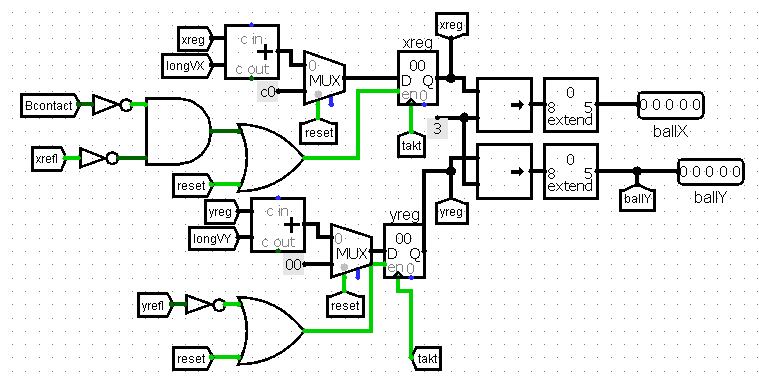 xreg
xreg
xreg
c in
+
c out
longVX
0
MUX
c0
reset
00
D Q
en 0
takt
3
0
8 5
extend
0 0 0 0 0
ballX
Bcontact
xrefl
reset
0
8 5
extend
ballY
0 0 0 0 0
ballY
yreg
c in
+
c out
longVY
0
MUX
00
reset
yreg
00
D Q
en 0
yreg
yrefl
reset
takt